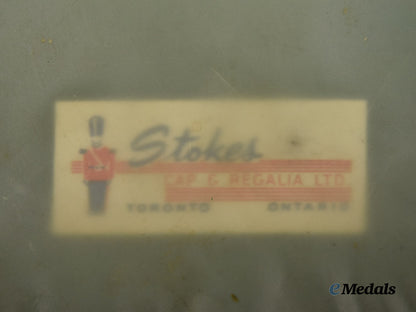 Stokes
CAP & REGALIA LTD.
TORONTO ONTARIO
eMedals